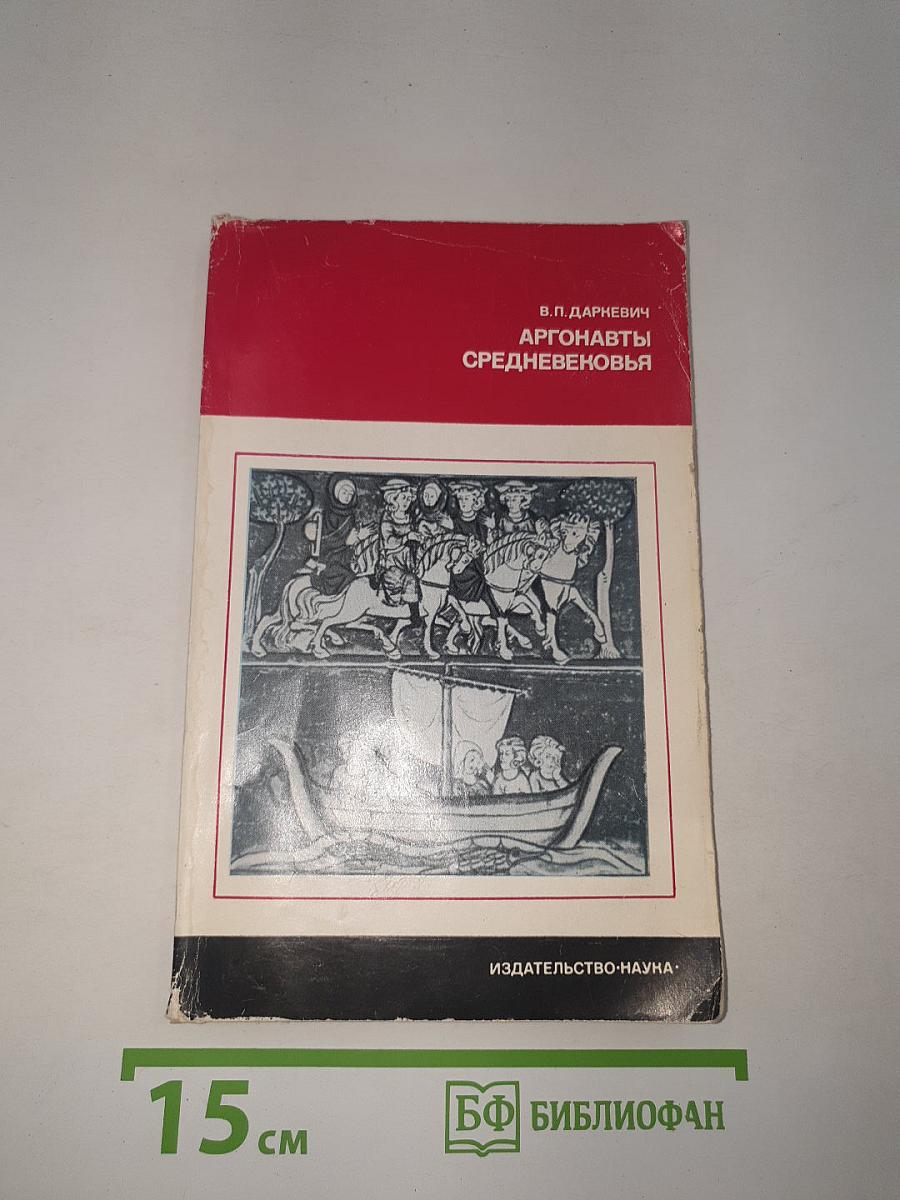 В.П.ДАРКЕВИЧ
АРГОНАВТЫ
СРЕДНЕВЕКОВЬЯ
ИЗДАТЕЛЬСТВО·НАУКА·
15 см
БФ БИБЛИОФАН